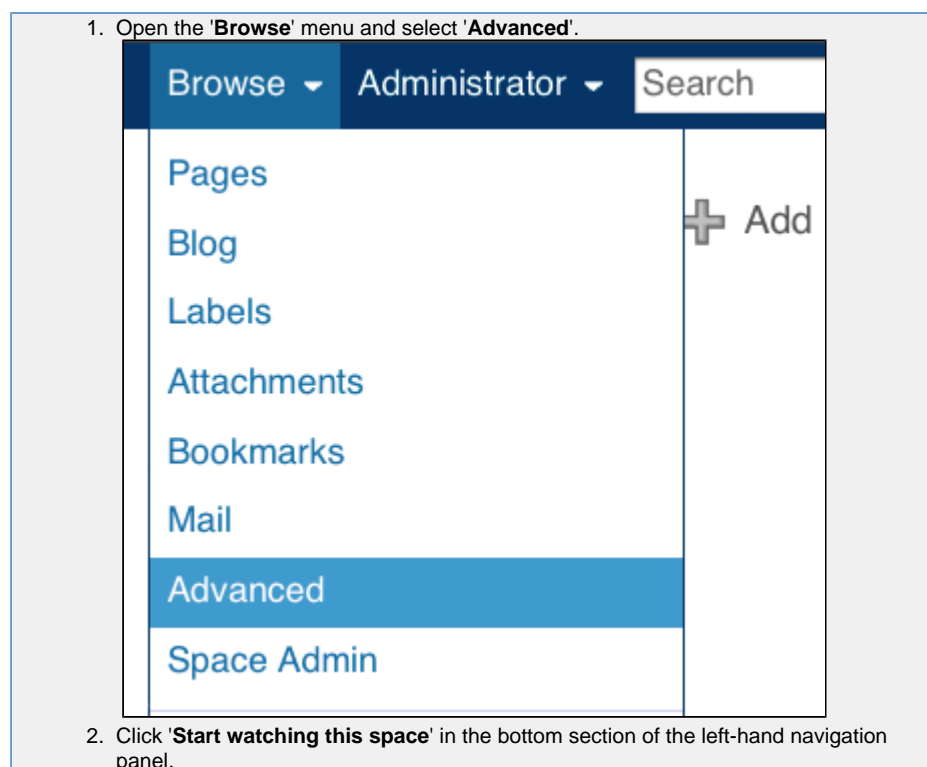 1. Open the 'Browse' menu and select 'Advanced'.
Browse Administrator Search
Pages
Add
Blog
Labels
Attachments
Bookmarks
Mail
Advanced
Space Admin
2. Click 'Start watching this space' in the bottom section of the left-hand navigation
panel.